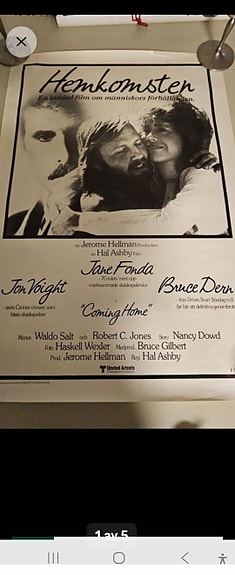 Hemkomsten
En laddad film om människors förhållanden.
en Jerome Hellman Production
en Hal Ashby Film
Jane Fonda
Jon Voight
Bruce Dern
"Coming Home"
Manus Waldo Salt och Robert C. Jones Story Nancy Dowd
Foto Haskell Wexler Medprod. Bruce Gilbert
Prod. Jerome Hellman Regi Hal Ashby
United Artists
1 av 5